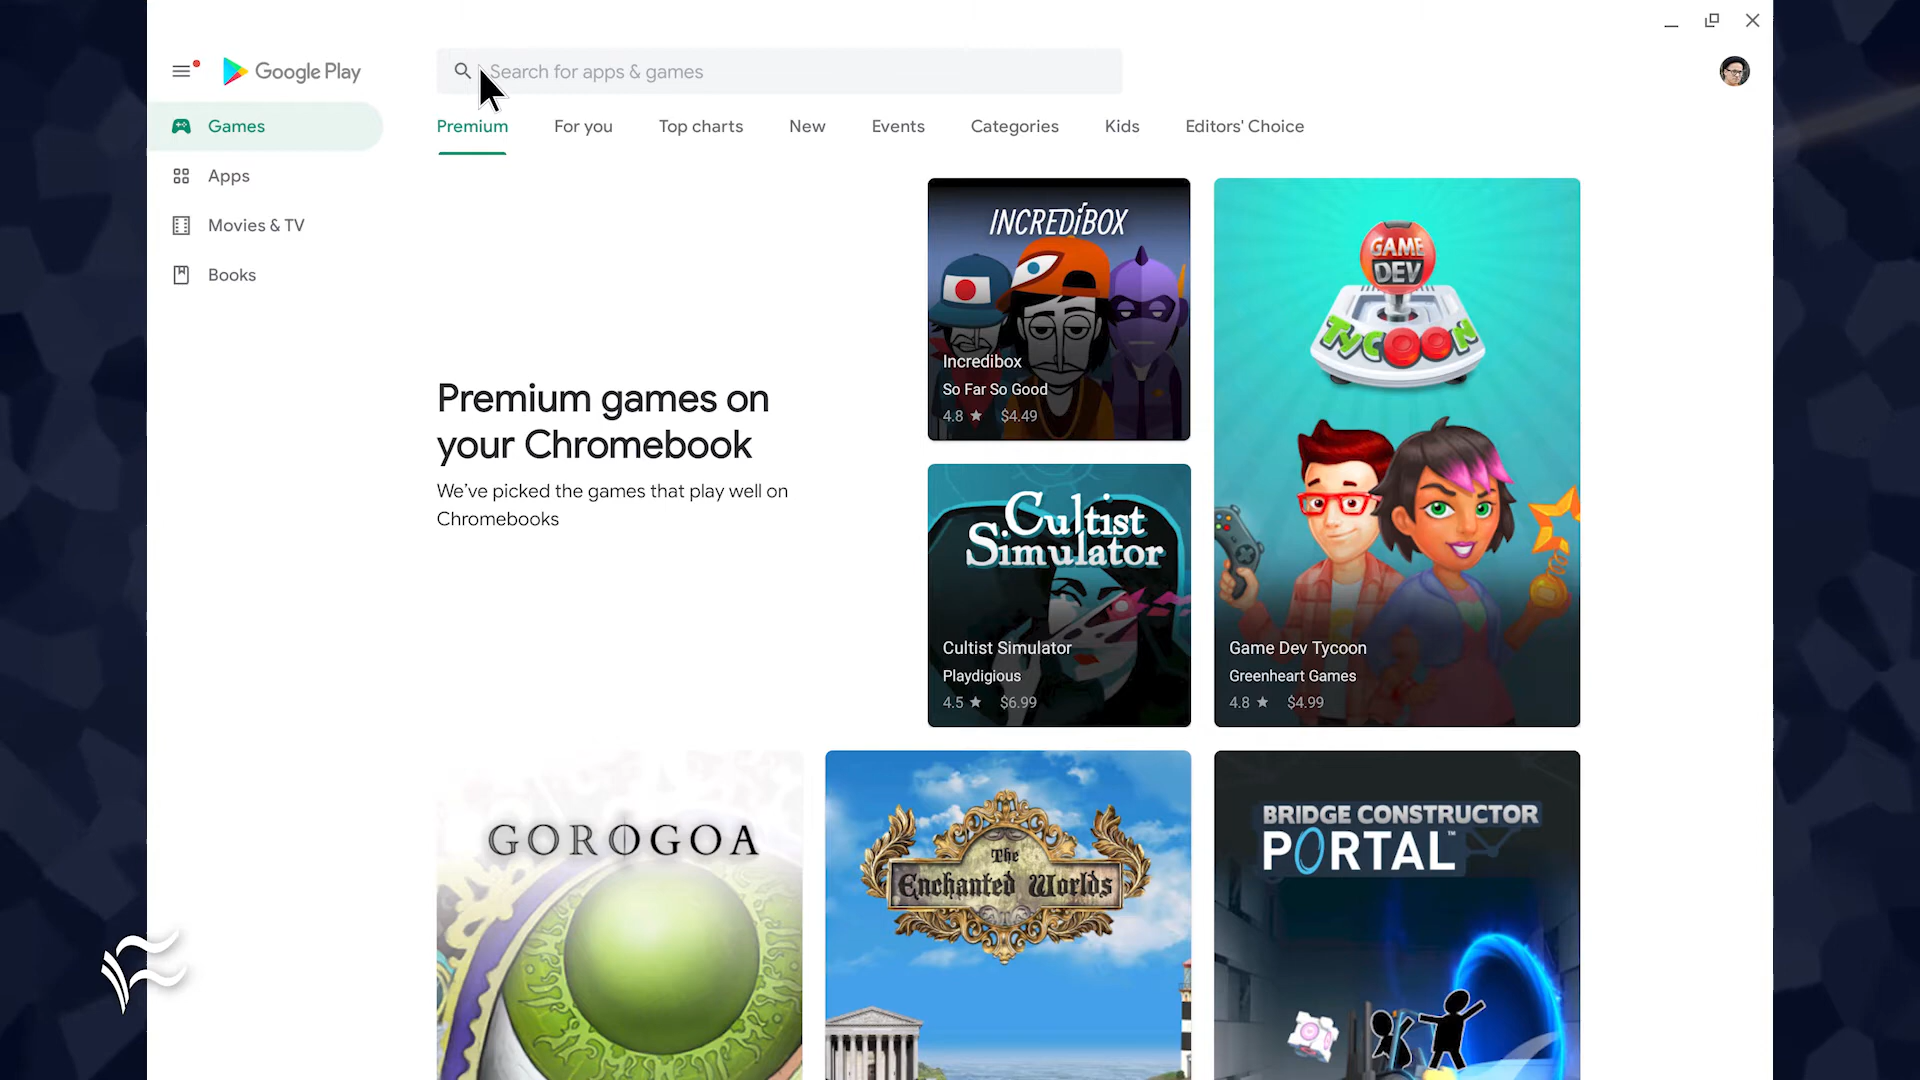 Google Play
Search for apps & games
Games
Apps
Movies & TV
Books
Premium
For you
Top charts
New
Events
Categories
Kids
Editors' Choice
Premium games on
your Chromebook
We've picked the games that play well on
Chromebooks
INCREDiBOX
Incredibox
So Far So Good
4.8 ★ $4.49
Cultist
Simulator
Cultist Simulator
Playdigious
4.5 ★ $6.99
GAME
DEV
TYCOON
Game Dev Tycoon
Greenheart Games
4.8 ★ $4.99
GOROGOA
The
Enchanted Worlds
BRIDGE CONSTRUCTOR
PORTAL™